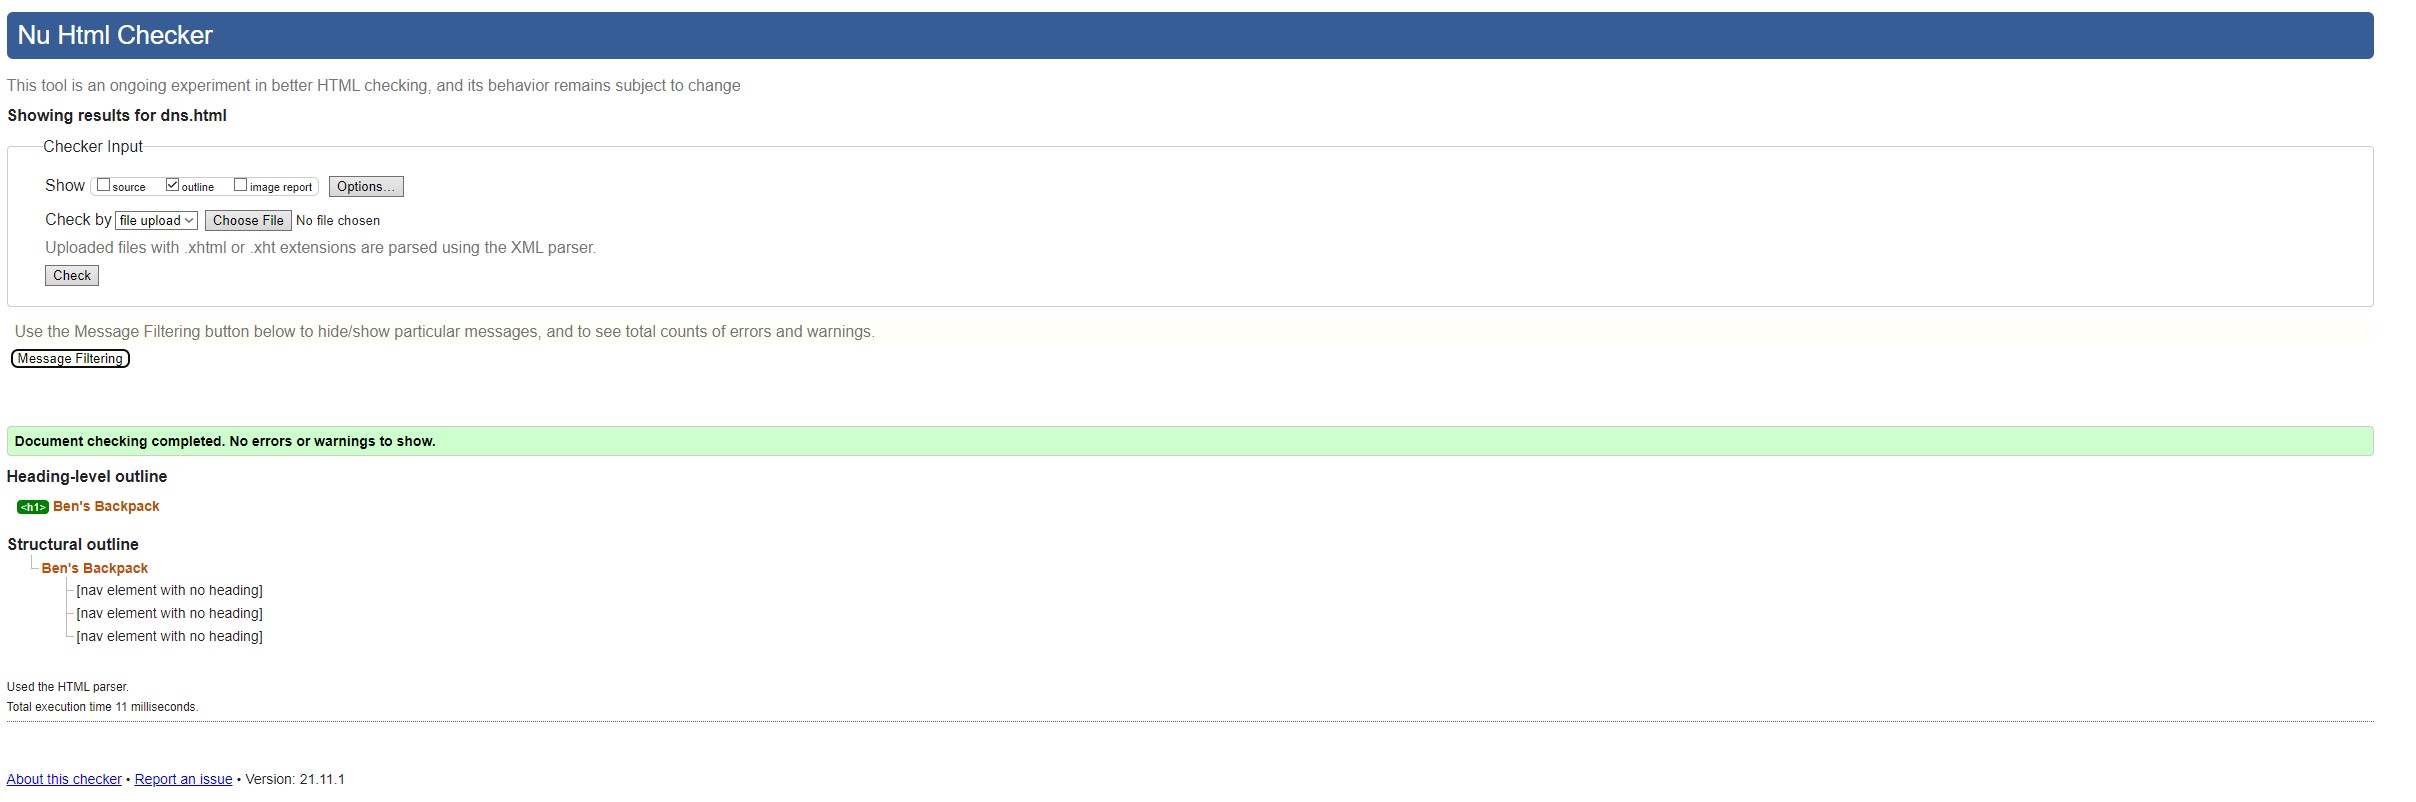 Nu Html Checker
This tool is an ongoing experiment in better HTML checking, and its behavior remains subject to change
Showing results for dns.html
Checker Input
Show source outline image report Options...
Check by file upload Choose File No file chosen
Uploaded files with .xhtml or .xht extensions are parsed using the XML parser.
Check
Use the Message Filtering button below to hide/show particular messages, and to see total counts of errors and warnings.
Message Filtering
Document checking completed. No errors or warnings to show.
Heading-level outline
<h1> Ben's Backpack
Structural outline
Ben's Backpack
[nav element with no heading]
[nav element with no heading]
[nav element with no heading]
Used the HTML parser.
Total execution time 11 milliseconds.
About this checker • Report an issue • Version: 21.11.1